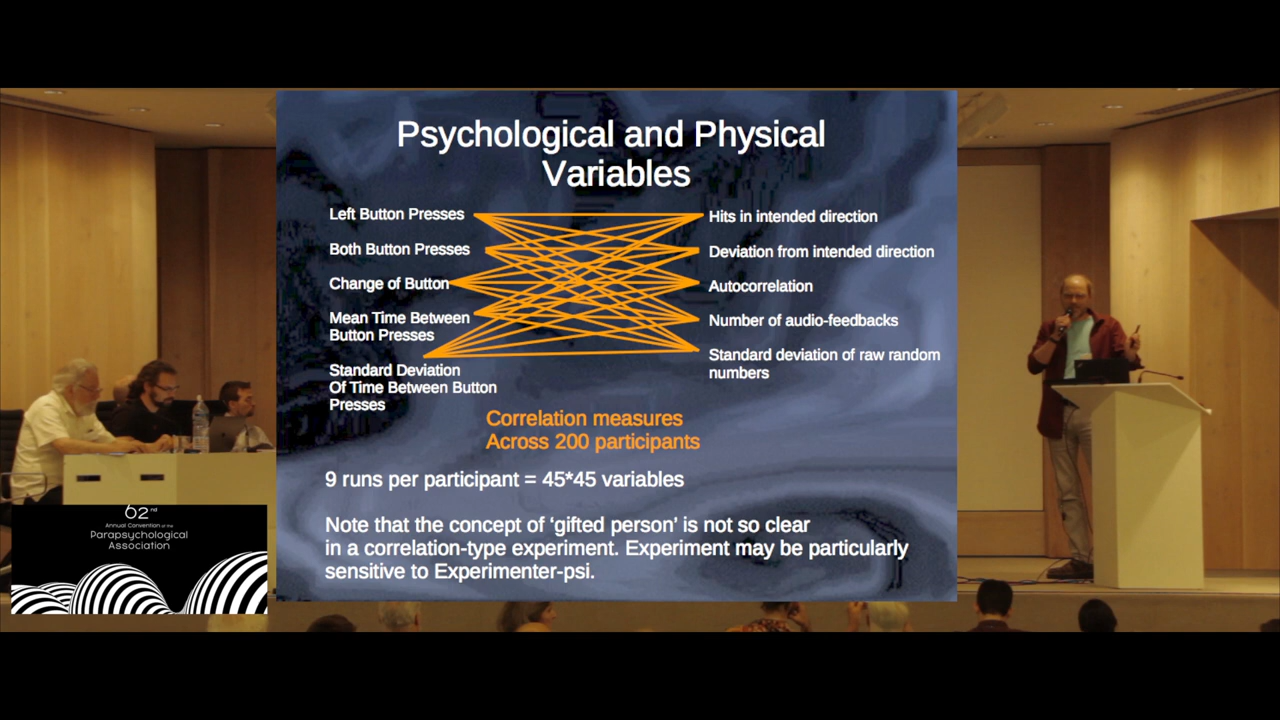 Psychological and Physical
Variables
Left Button Presses
Both Button Presses
Change of Button
Mean Time Between
Button Presses
Standard Deviation
Of Time Between Button
Presses
Hits in intended direction
Deviation from intended direction
Autocorrelation
Number of audio-feedbacks
Standard deviation of raw random
numbers
Correlation measures
Across 200 participants
9 runs per participant = 45*45 variables
Note that the concept of ‘gifted person’ is not so clear
in a correlation-type experiment. Experiment may be particularly
sensitive to Experimenter-psi.
62nd
Annual Convention of the
Parapsychological
Association